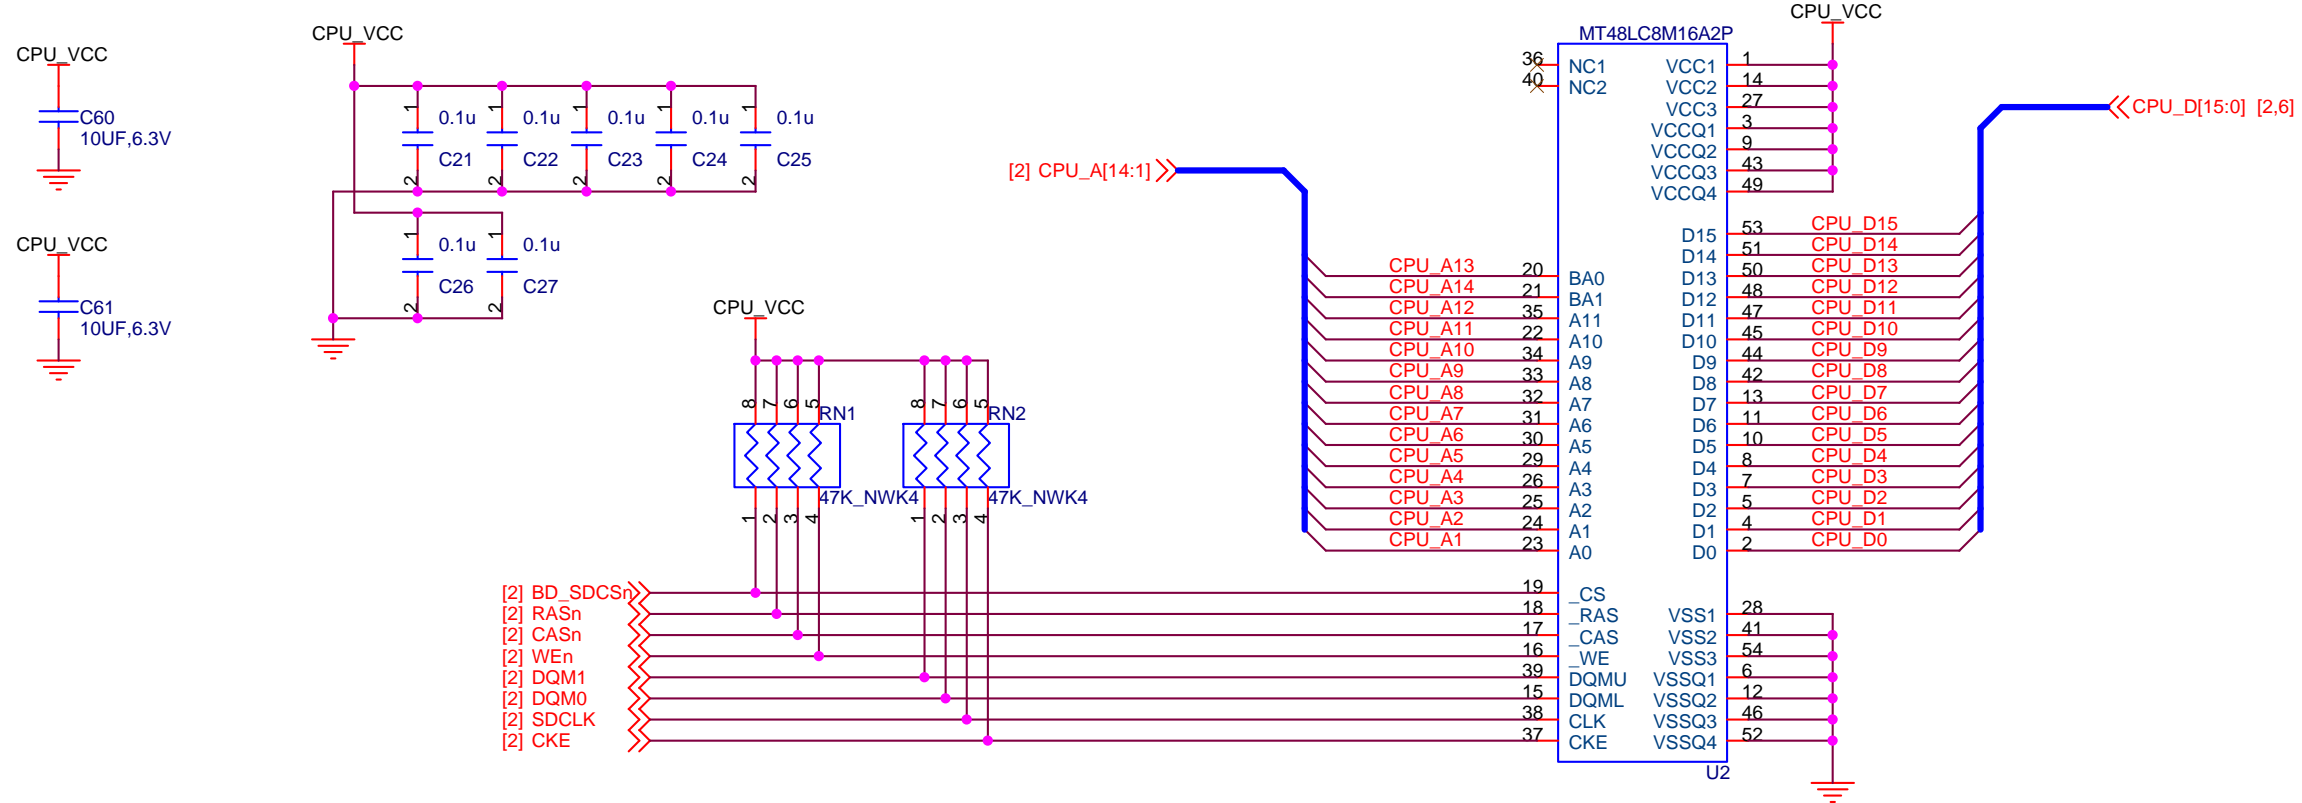 CPU_VCC
C60
10UF,6.3V
CPU_VCC
C61
10UF,6.3V
CPU_VCC
1 1 1 1 1
0.1u 0.1u 0.1u 0.1u 0.1u
C21 C22 C23 C24 C25
2 2 2 2 2
1 1
0.1u 0.1u
C26 C27
2 2
CPU_VCC
8 7 6 5 RN1 8 7 6 5 RN2
47K_NWK4 47K_NWK4
1 2 3 4 1 2 3 4
[2] CPU_A[14:1]
CPU_VCC
MT48LC8M16A2P
36 NC1 VCC1 1
40 NC2 VCC2 14
VCC3 27
CPU_D[15:0] [2,6]
VCCQ1 3
VCCQ2 9
VCCQ3 43
VCCQ4 49
D15 53 CPU_D15
D14 51 CPU_D14
CPU_A13 20 BA0 D13 50 CPU_D13
CPU_A14 21 BA1 D12 48 CPU_D12
CPU_A12 35 A11 D11 47 CPU_D11
CPU_A11 22 A10 D10 45 CPU_D10
CPU_A10 34 A9 D9 44 CPU_D9
CPU_A9 33 A8 D8 42 CPU_D8
CPU_A8 32 A7 D7 13 CPU_D7
CPU_A7 31 A6 D6 11 CPU_D6
CPU_A6 30 A5 D5 10 CPU_D5
CPU_A5 29 A4 D4 8 CPU_D4
CPU_A4 26 A3 D3 7 CPU_D3
CPU_A3 25 A2 D2 5 CPU_D2
CPU_A2 24 A1 D1 4 CPU_D1
CPU_A1 23 A0 D0 2 CPU_D0
[2] BD_SDCSn 19 _CS
[2] RASn 18 _RAS VSS1 28
[2] CASn 17 _CAS VSS2 41
[2] WEn 16 _WE VSS3 54
[2] DQM1 39 DQMU VSSQ1 6
[2] DQM0 15 DQML VSSQ2 12
[2] SDCLK 38 CLK VSSQ3 46
[2] CKE 37 CKE VSSQ4 52
U2